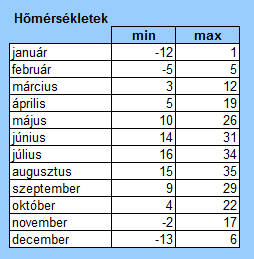 Hőmérsékletek
min max
január -12 1
február -5 5
március 3 12
április 5 19
május 10 26
június 14 31
július 16 34
augusztus 15 35
szeptember 9 29
október 4 22
november -2 17
december -13 6